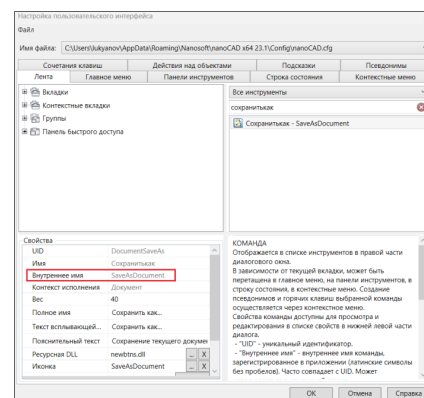 Настройка пользовательского интерфейса
Файл
Имя файла: C:\Users\lukyanov\AppData\Roaming\Nanosoft\nanoCAD x64 23.1\Config\nanoCAD.cfg
Сочетания клавиш Действия над объектами Подсказки Псевдонимы
Лента Главное меню Панели инструментов Строка состояния Контекстные меню
Вкладки
Контекстные вкладки
Группы
Панель быстрого доступа
Все инструменты
сохранитькак
Сохранитькак - SaveAsDocument
Свойства
UID DocumentSaveAs
Имя Сохранитькак
Внутреннее имя SaveAsDocument
Контекст исполнения Документ
Вес 40
Полное имя Сохранить как...
Текст всплывающей... Сохранить как...
Пояснительный текст Сохранение текущего докумен
Ресурсная DLL newbtns.dll ... X
Иконка SaveAsDocument ... X
КОМАНДА
Отображается в списке инструментов в правой части
диалогового окна.
В зависимости от текущей вкладки, может быть
перетащена в главное меню, на панели инструментов, в
строку состояния, в контекстные меню. Создание
псевдонимов и горячих клавиш выбранной команды
осуществляется через контекстное меню.
Свойства команды доступны для просмотра и
редактирования в списке свойств в нижней левой части
диалога.
- "UID" - уникальный идентификатор.
- "Внутреннее имя" - внутреннее имя команды,
зарегистрированное в приложении (латинские символы
без пробелов). Часто совпадает с UID. Может
ОК Отмена Справка